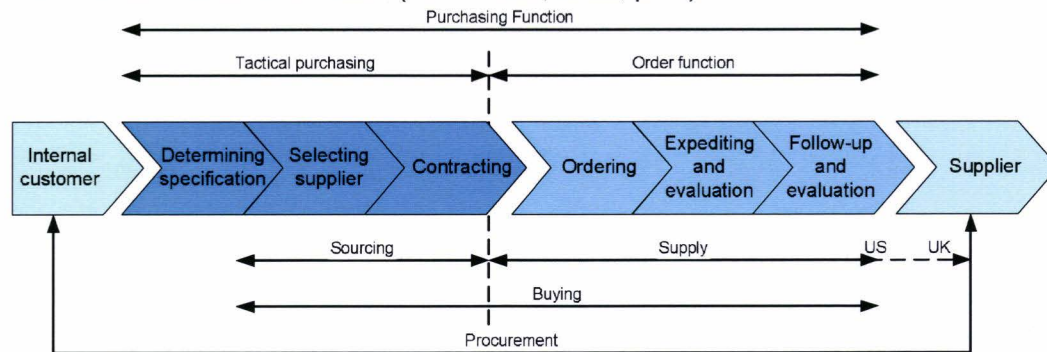 Purchasing Function
Tactical purchasing
Order function
Internal
customer
Determining
specification
Selecting
supplier
Contracting
Ordering
Expediting
and
evaluation
Follow-up
and
evaluation
Supplier
Sourcing
Supply
US
UK
Buying
Procurement